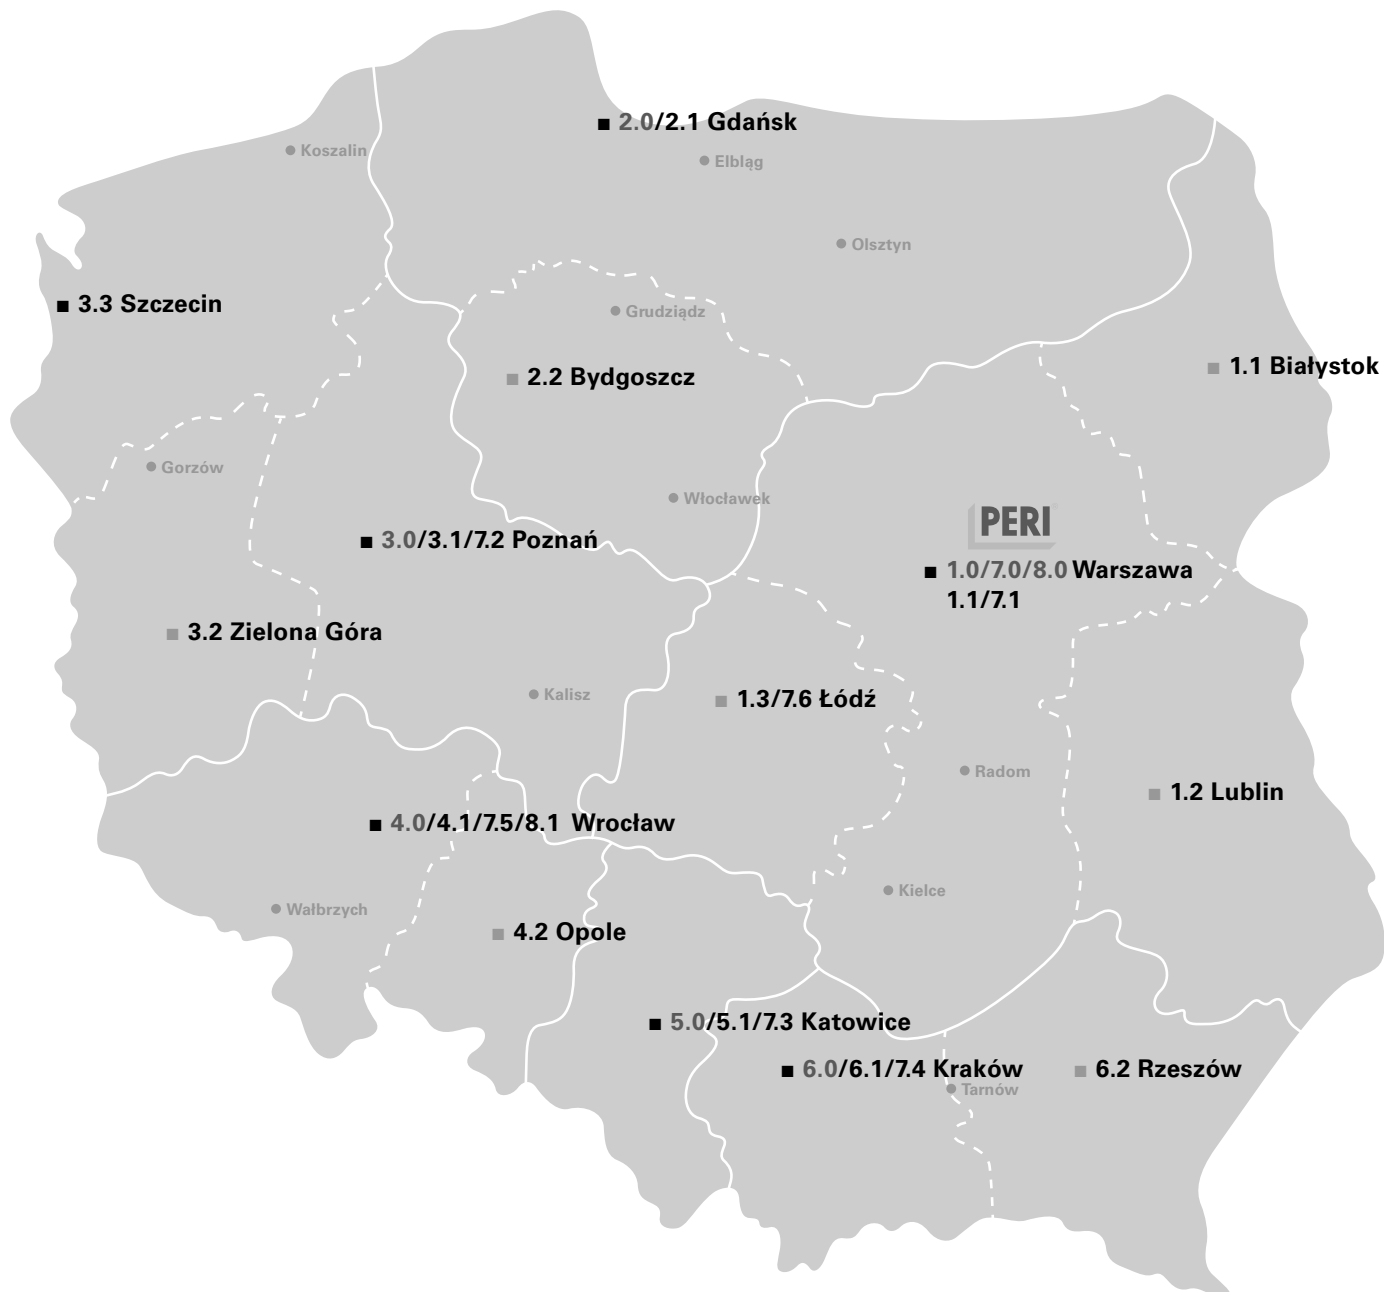 2.0/2.1 Gdańsk
Koszalin
Elbląg
Olsztyn
3.3 Szczecin
Grudziądz
1.1 Białystok
2.2 Bydgoszcz
Gorzów
Włocławek
PERI
3.0/3.1/7.2 Poznań
1.0/7.0/8.0 Warszawa
1.1/7.1
3.2 Zielona Góra
Kalisz
1.3/7.6 Łódź
Radom
1.2 Lublin
4.0/4.1/7.5/8.1 Wrocław
Kielce
Wałbrzych
4.2 Opole
5.0/5.1/7.3 Katowice
6.0/6.1/7.4 Kraków
6.2 Rzeszów
Tarnów